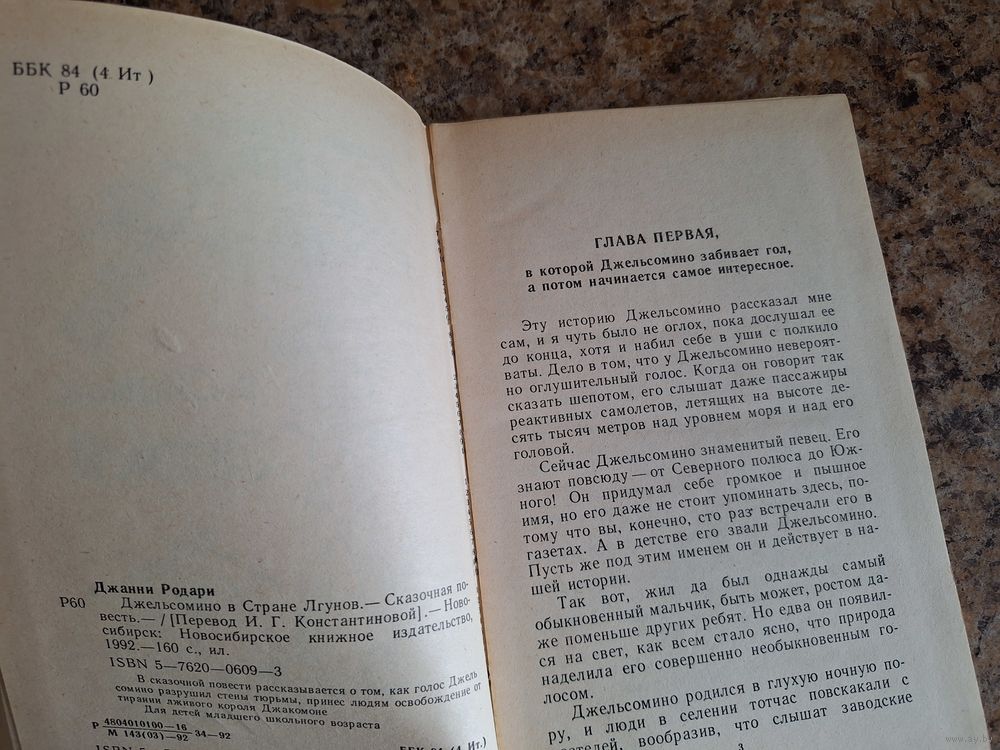 ББК 84 (4 Ит)
Р 60
Джанни Родари
Р60 Джельсомино в Стране Лгунов.— Сказочная по-
весть.— /[Перевод И. Г. Константиновой].— Ново-
сибирск: Новосибирское книжное издательство,
1992.—160 с., ил.
ISBN 5—7620—0609—3
В сказочной повести рассказывается о том, как голос Джель
сомино разрушил стены тюрьмы, принес людям освобождение от
тирании лживого короля Джакомоне
Для детей младшего школьного возраста
Р 4804010100—16
М 143(03)—92 34—92
ББК 84 (4 Ит.)
ГЛАВА ПЕРВАЯ,
в которой Джельсомино забивает гол,
а потом начинается самое интересное.
Эту историю Джельсомино рассказал мне
сам, и я чуть было не оглох, пока дослушал ее
до конца, хотя и набил себе в уши с полкило
ваты. Дело в том, что у Джельсомино невероят-
но оглушительный голос. Когда он говорит так
сказать шепотом, его слышат даже пассажиры
реактивных самолетов, летящих на высоте де-
сять тысяч метров над уровнем моря и над его
головой.
Сейчас Джельсомино знаменитый певец. Его
знают повсюду — от Северного полюса до Юж-
ного! Он придумал себе громкое и пышное
имя, но его даже не стоит упоминать здесь, по-
тому что вы, конечно, сто раз встречали его в
газетах. А в детстве его звали Джельсомино.
Пусть же под этим именем он и действует в на-
шей истории.
Так вот, жил да был однажды самый
обыкновенный мальчик, быть может, ростом да-
же поменьше других ребят. Но едва он появил-
ся на свет, как всем стало ясно, что природа
наделила его совершенно необыкновенным го-
лосом.
Джельсомино родился в глухую ночную по-
ру, и люди в селении тотчас повскакали с
постелей, вообразив, что слышат заводские
3